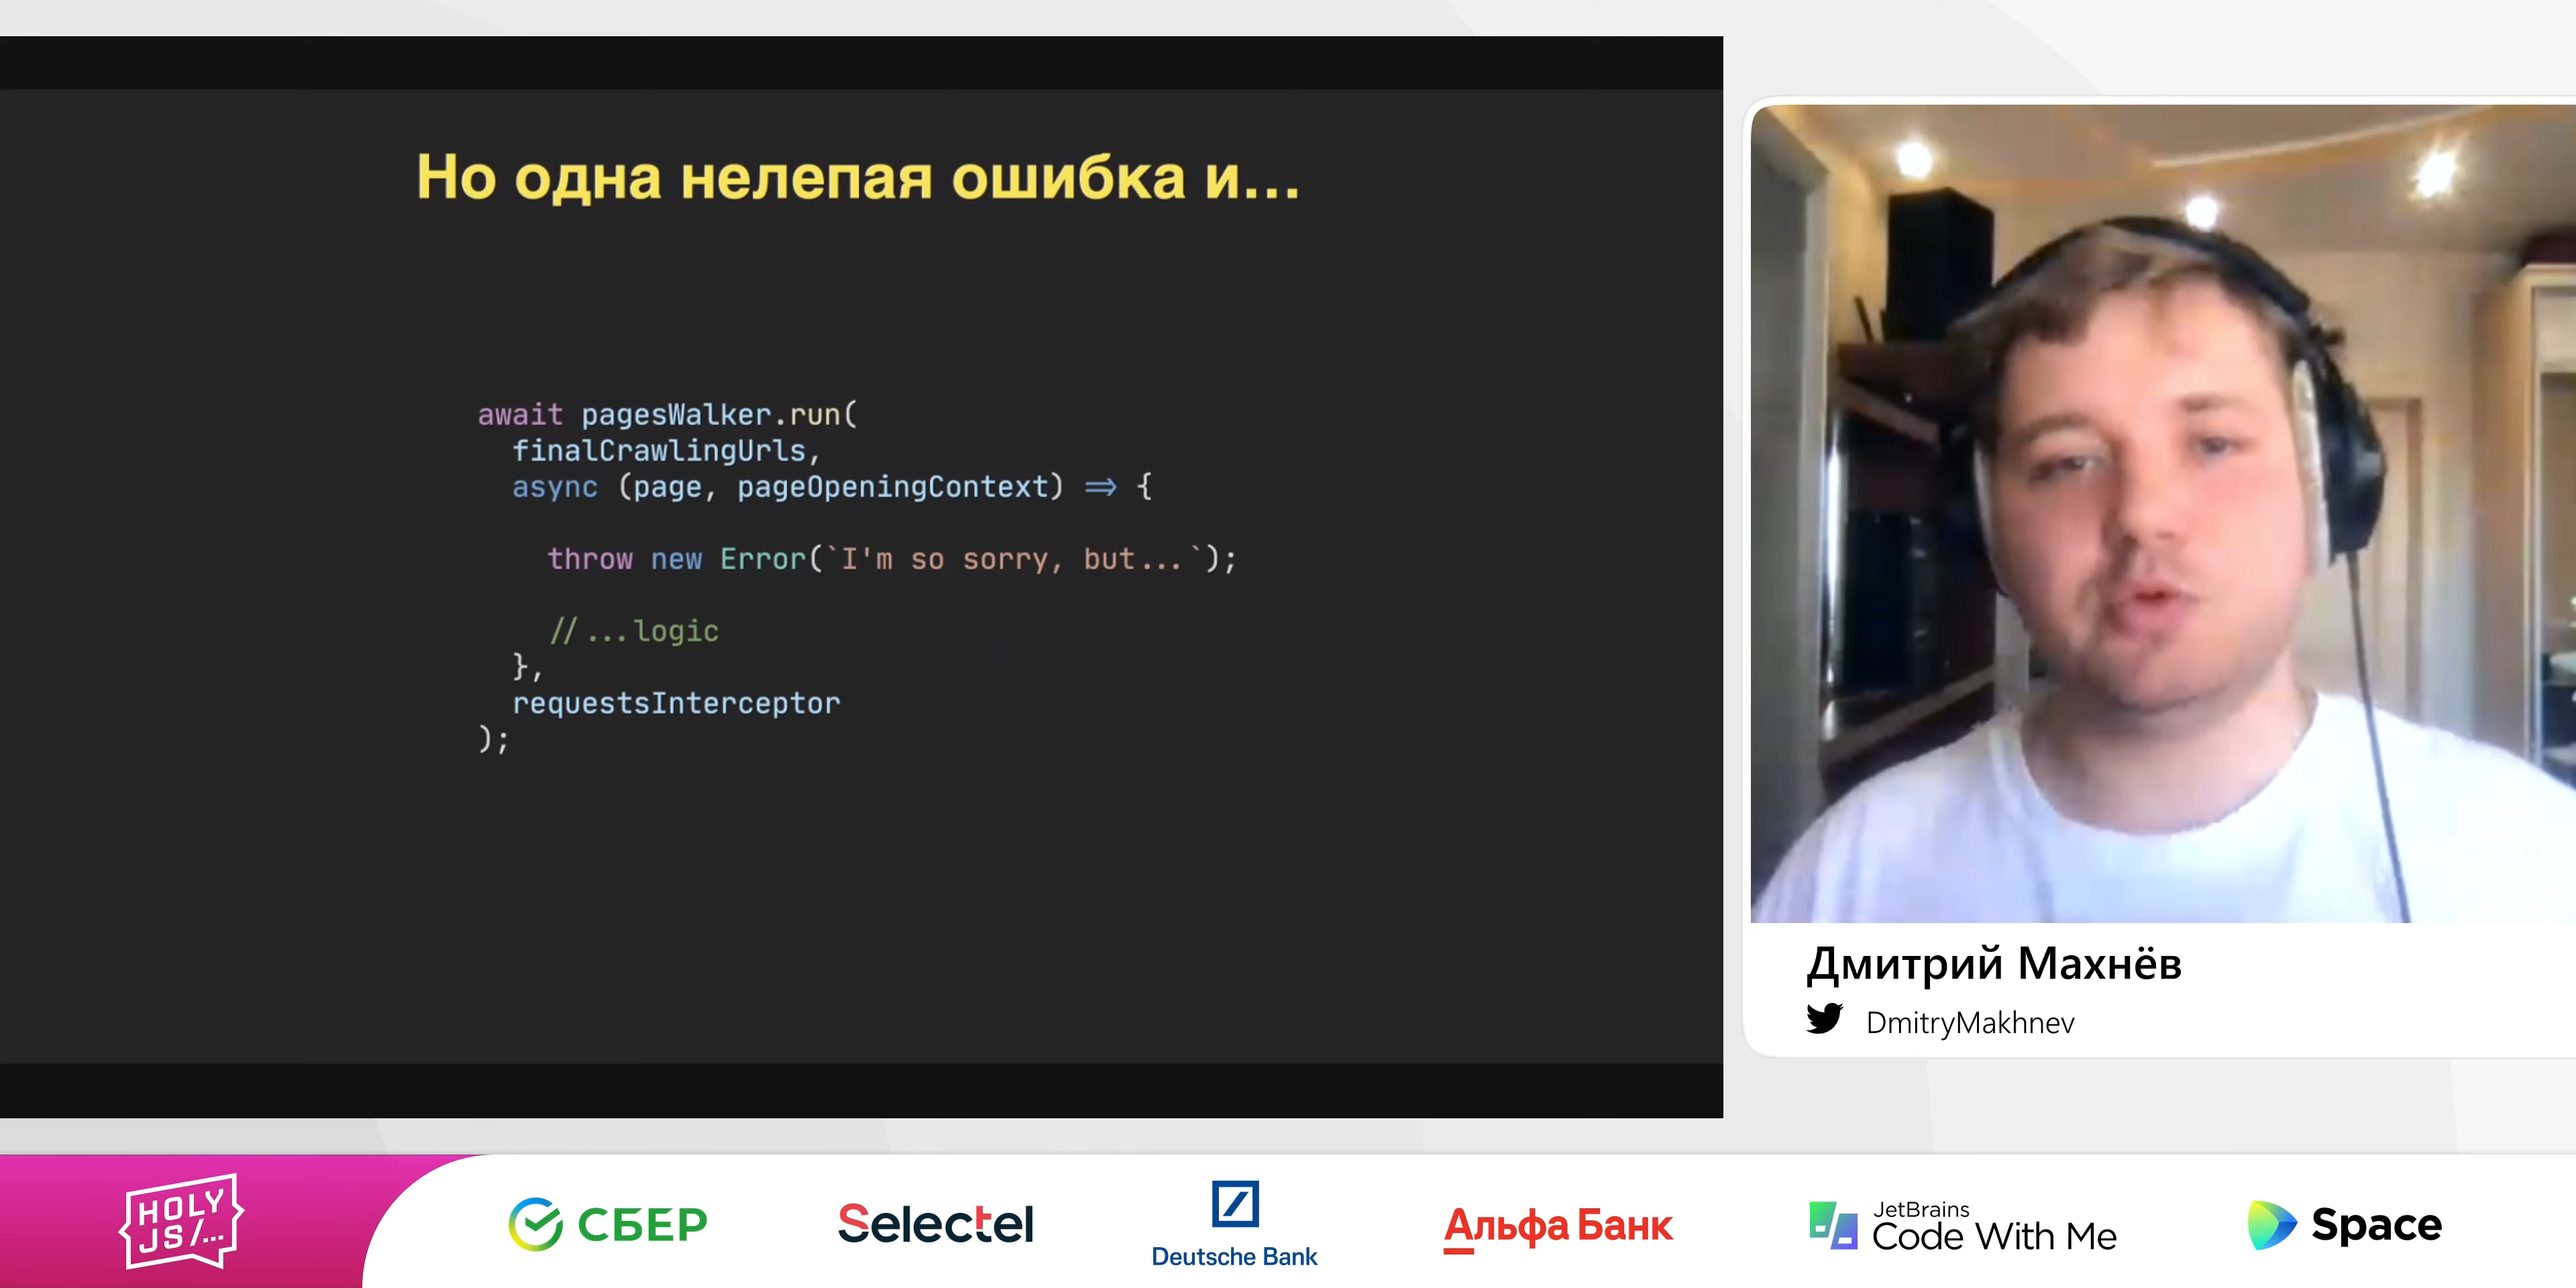 Но одна нелепая ошибка и...
await pagesWalker.run(
finalCrawlingUrls,
async (page, pageOpeningContext) => {
throw new Error(`I'm so sorry, but...`);
//...logic
},
requestsInterceptor
);
Дмитрий Махнёв
DmitryMakhnev
HOLY
JS/...
СБЕР
Selectel
Deutsche Bank
Альфа Банк
JetBrains
Code With Me
Space